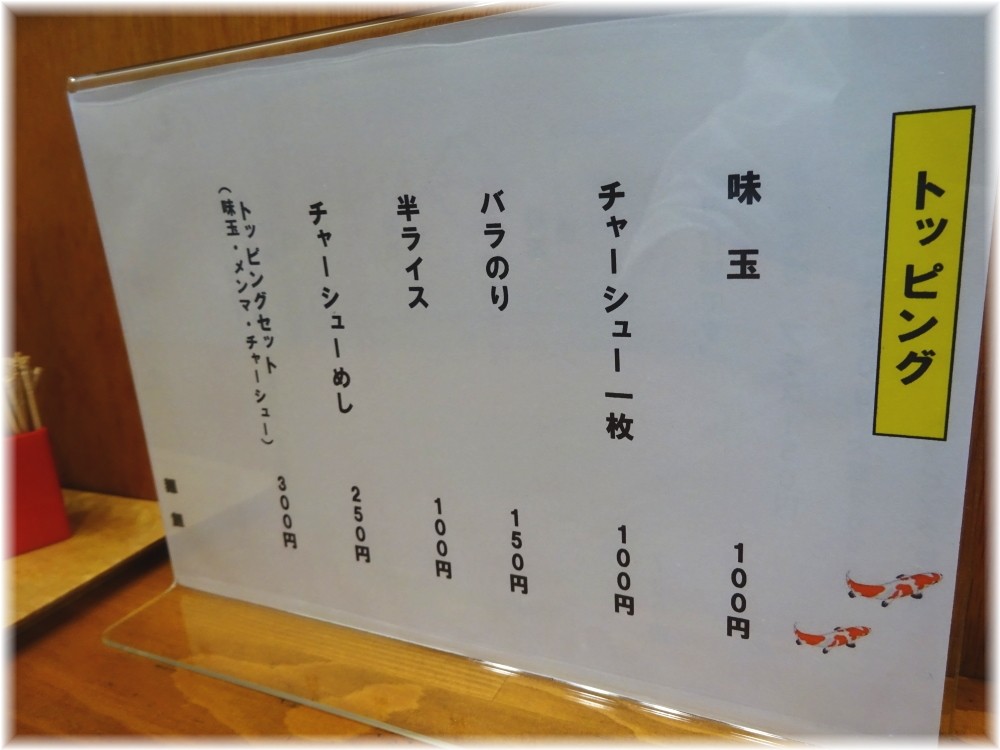 トッピング
味玉 100円
チャーシュー一枚 100円
バラのり 150円
半ライス 100円
チャーシューめし 250円
トッピングセット 300円
（味玉・メンマ・チャーシュー）